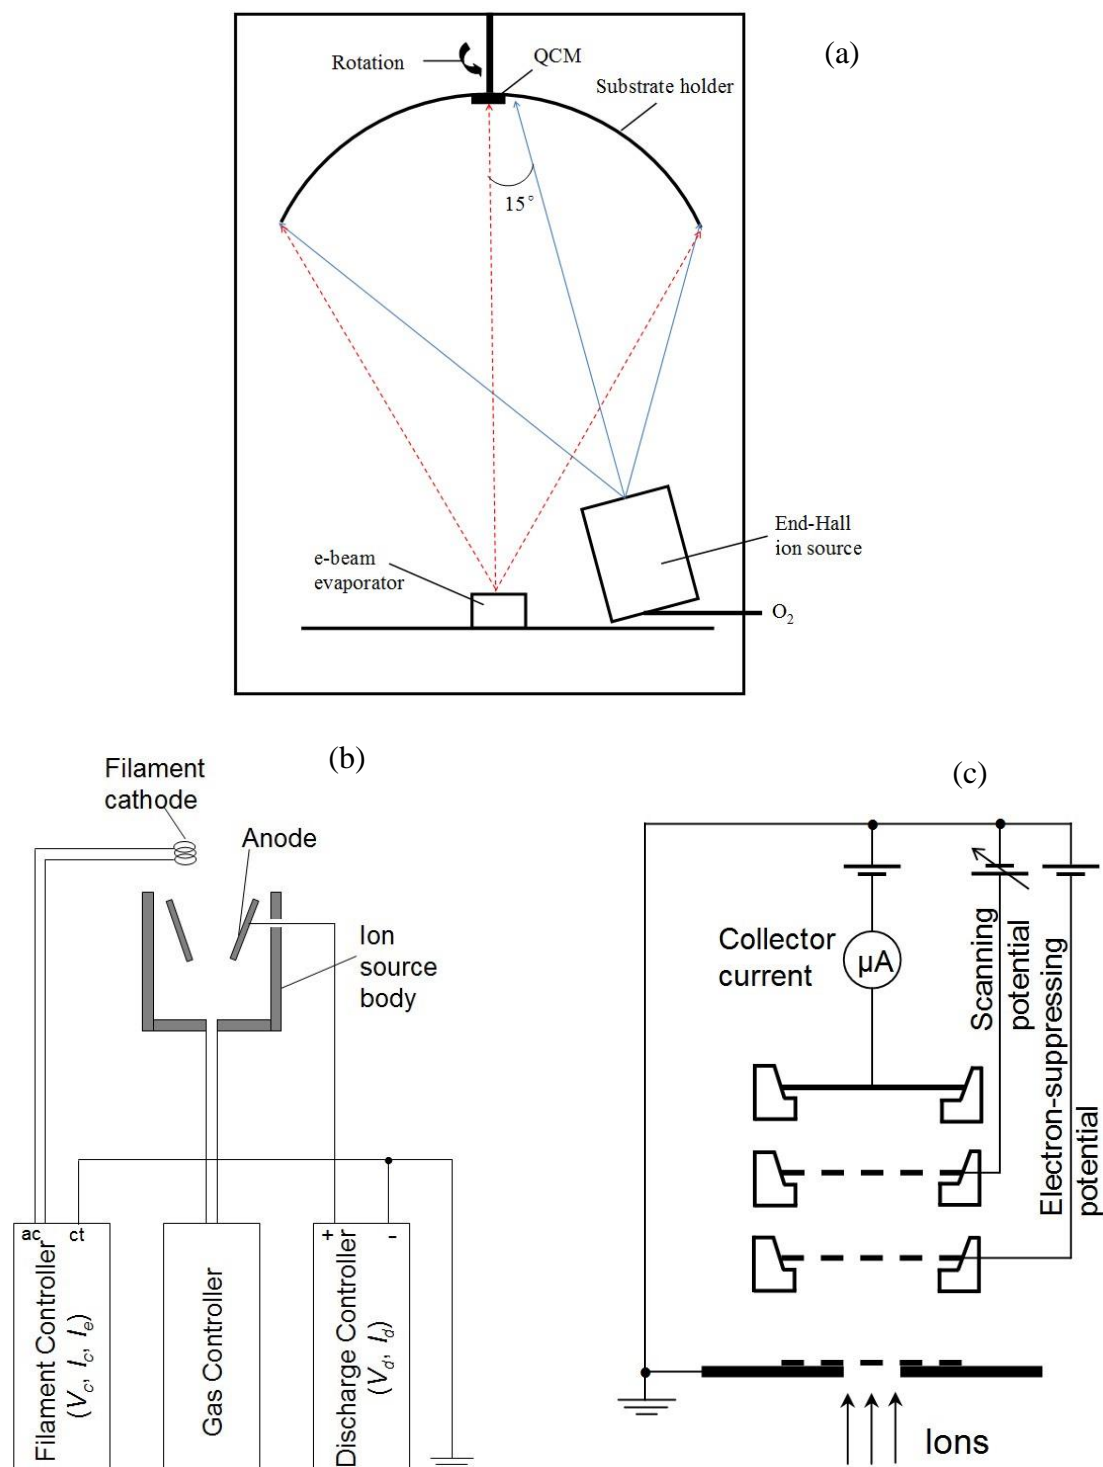 (a)
Rotation
QCM
Substrate holder
15°
End-Hall
ion source
e-beam
evaporator
O2
(b)
Filament
cathode
Anode
Ion
source
body
ac
ct
+
-
Filament Controller
(Vc, Ic, Ie)
Gas Controller
Discharge Controller
(Vd, Id)
(c)
Collector
current
µA
Scanning
potential
Electron-suppressing
potential
Ions